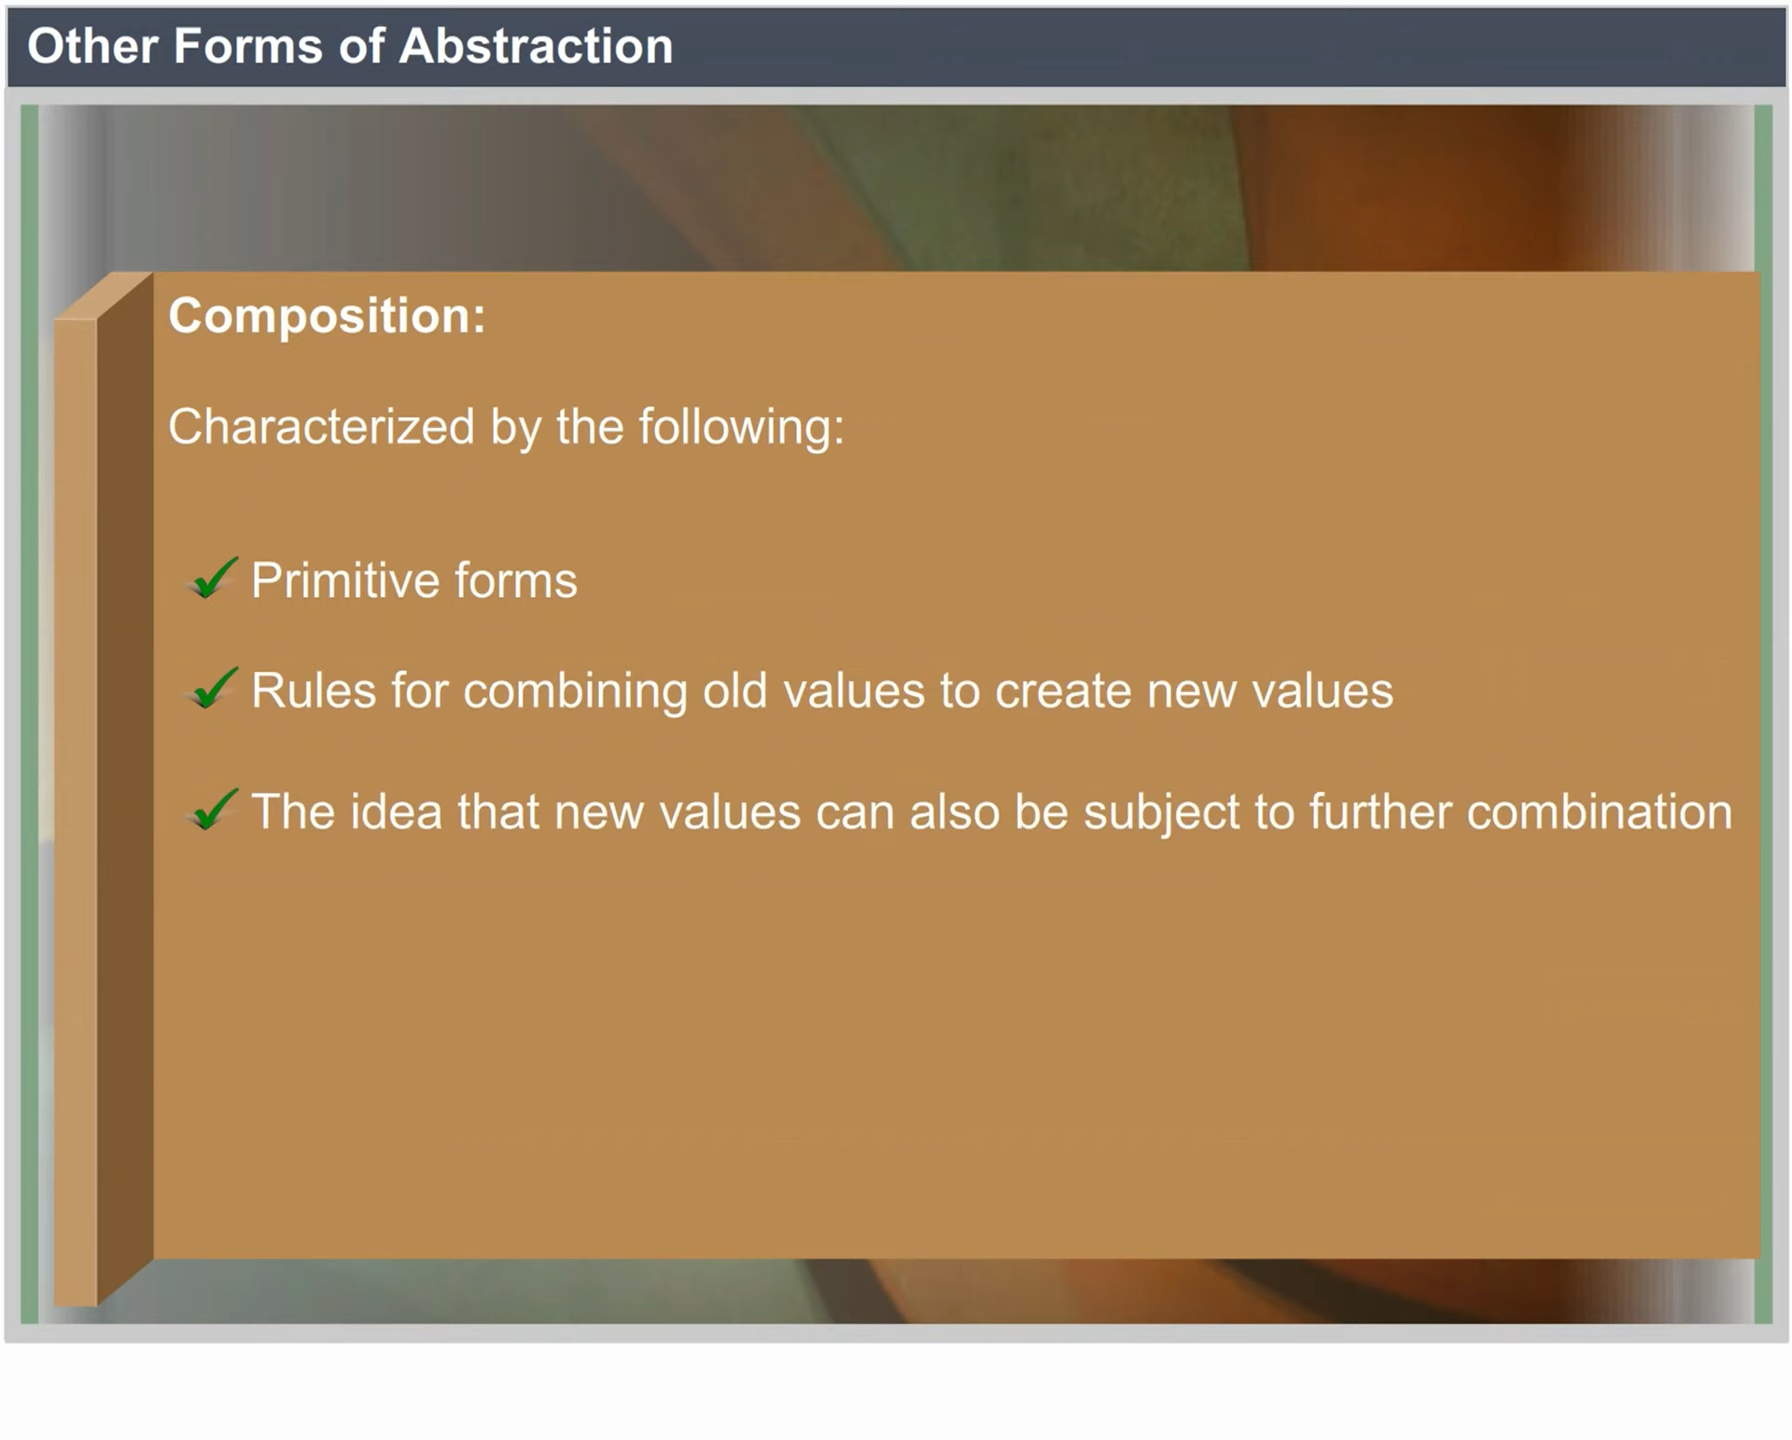 Other Forms of Abstraction
Composition:
Characterized by the following:
Primitive forms
Rules for combining old values to create new values
The idea that new values can also be subject to further combination